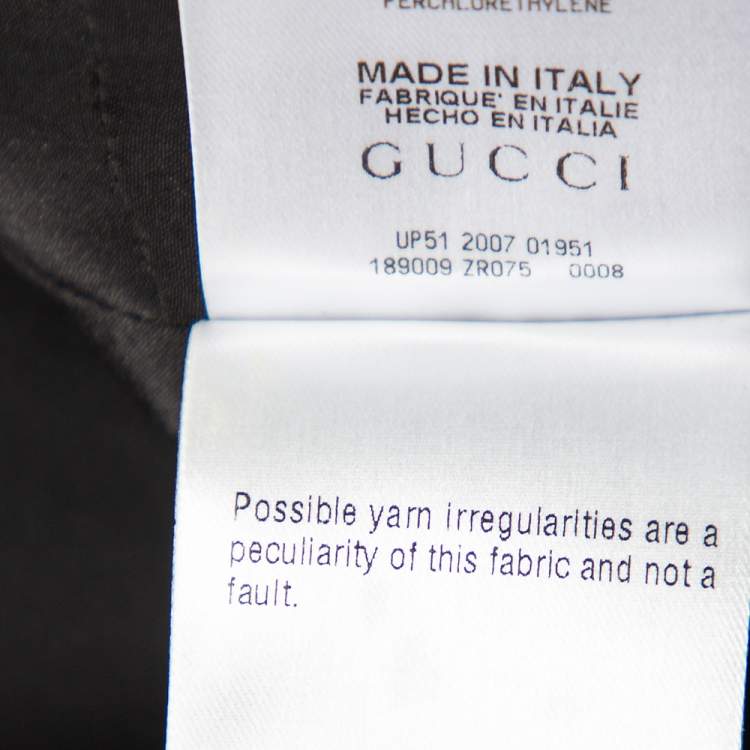 PERCHLORETHYLENE
MADE IN ITALY
FABRIQUE' EN ITALIE
HECHO EN ITALIA
GUCCI
UP51 2007 01951
189009 ZR075 0008
Possible yarn irregularities are a
peculiarity of this fabric and not a
fault.